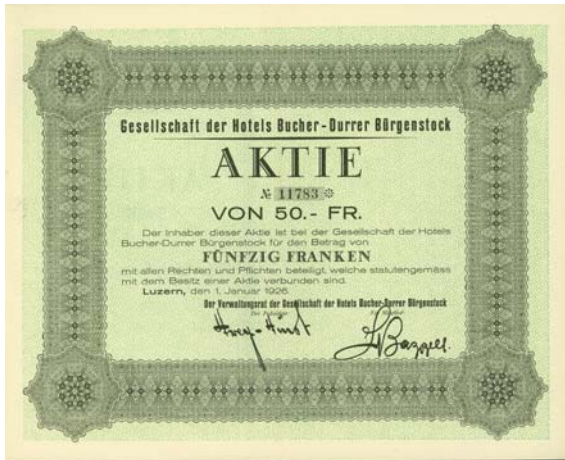 Gesellschaft der Hotels Bucher-Durrer Bürgenstock
AKTIE
№ 11783
VON 50.- FR.
Der Inhaber dieser Aktie ist bei der Gesellschaft der Hotels
Bucher-Durrer Bürgenstock für den Betrag von
FÜNFZIG FRANKEN
mit allen Rechten und Pflichten beteiligt, welche statutengemäss
mit dem Besitz einer Aktie verbunden sind.
Luzern, den 1. Januar 1926.
Der Verwaltungsrat der Gesellschaft der Hotels Bucher-Durrer Bürgenstock
Der Präsident: